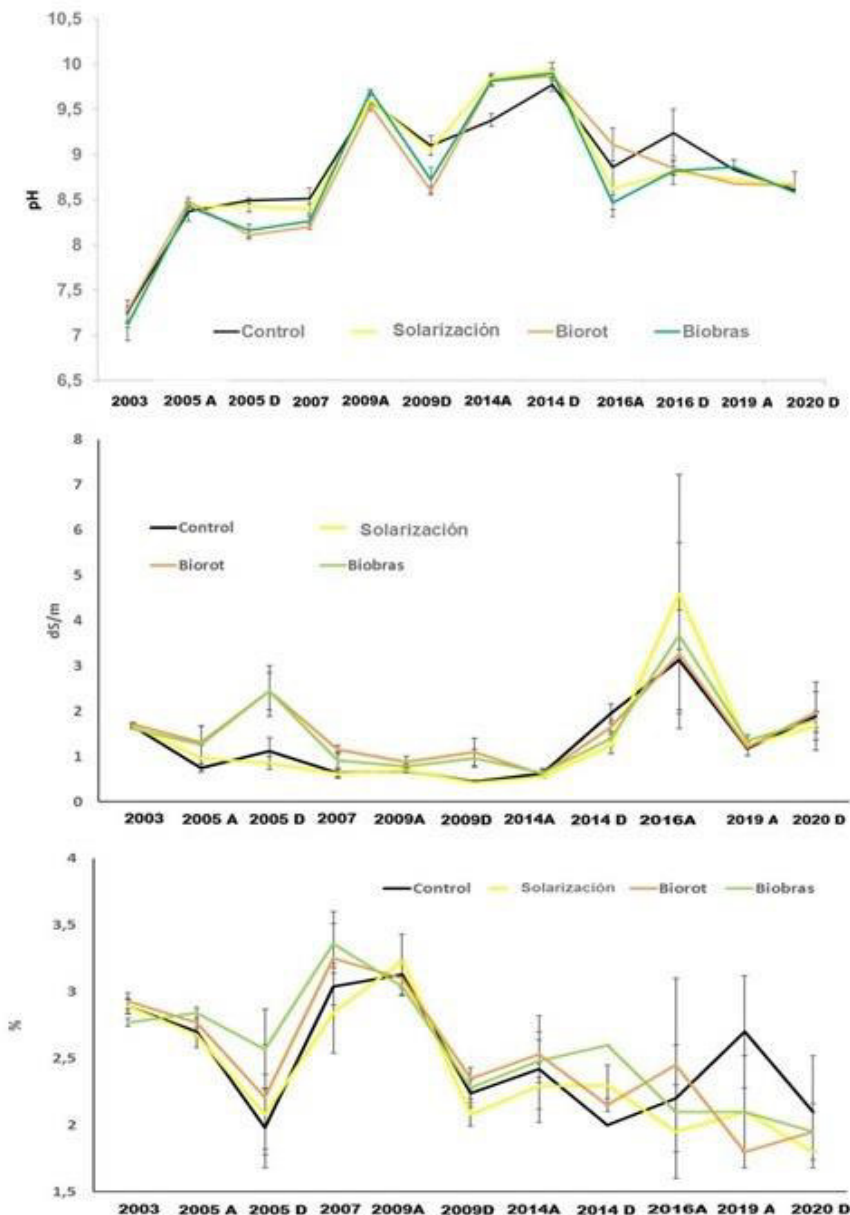 10,5
10
9,5
9
8,5
8
7,5
7
6,5
pH
Control Solarización Biorot Biobras
2003 2005 A 2005 D 2007 2009A 2009D 2014A 2014 D 2016A 2016 D 2019 A 2020 D
8
7
6
5
4
3
2
1
0
dS/m
Control Solarización
Biorot Biobras
2003 2005 A 2005 D 2007 2009A 2009D 2014A 2014 D 2016A 2019 A 2020 D
4
3,5
3
2,5
2
1,5
%
Control Solarización Biorot Biobras
2003 2005 A 2005 D 2007 2009A 2009D 2014A 2014 D 2016A 2019 A 2020 D